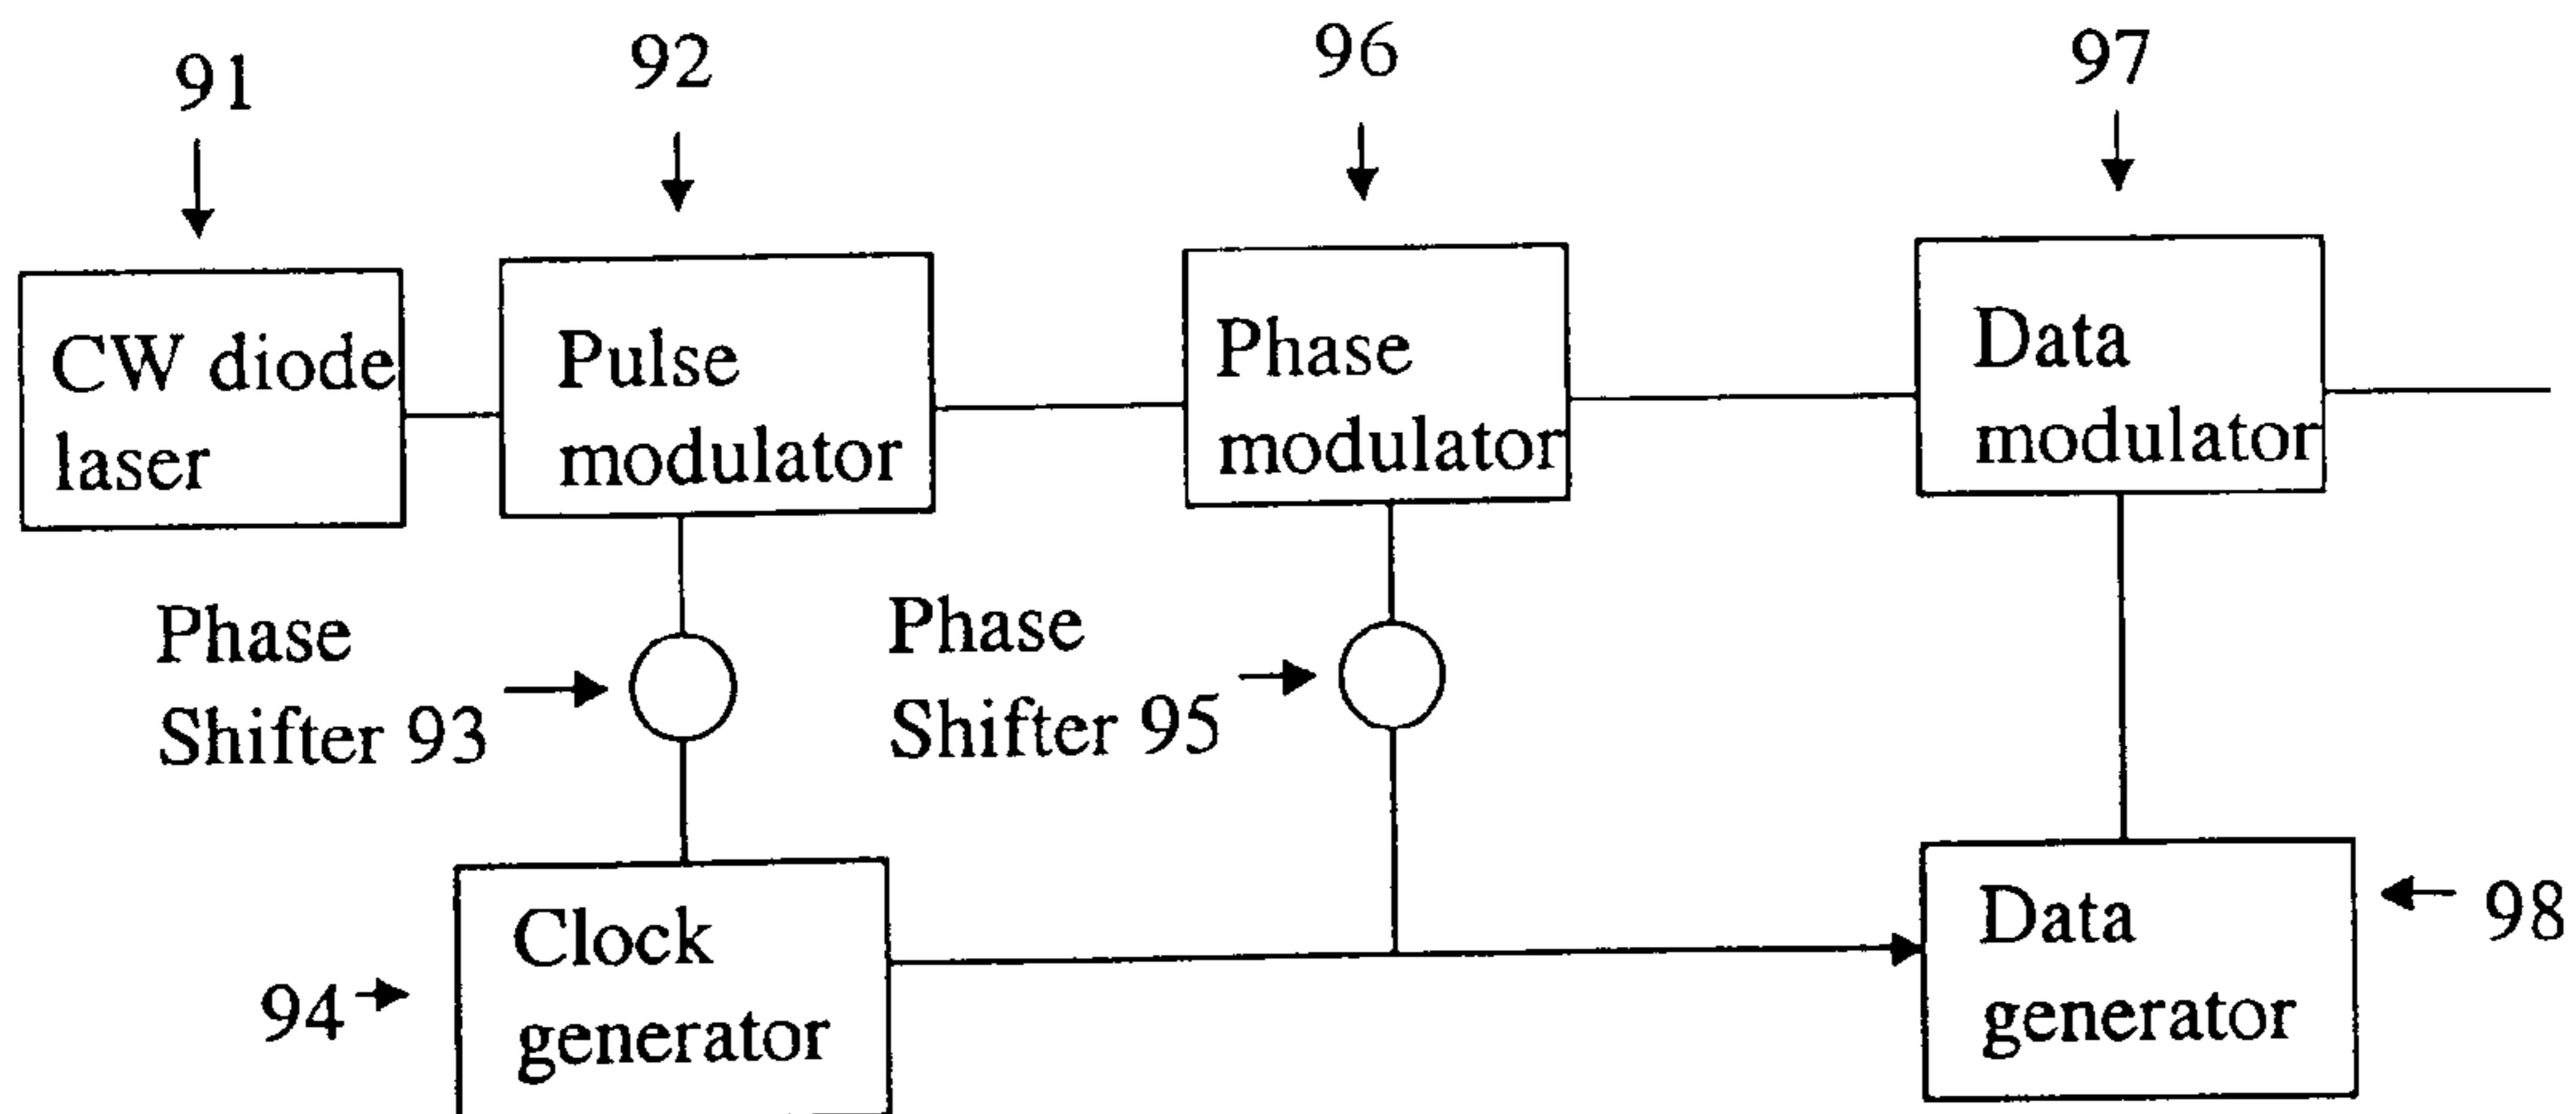 91
92
96
97
CW diode
laser
Pulse
modulator
Phase
modulator
Data
modulator
Phase
Shifter 93
Phase
Shifter 95
94
Clock
generator
Data
generator
98